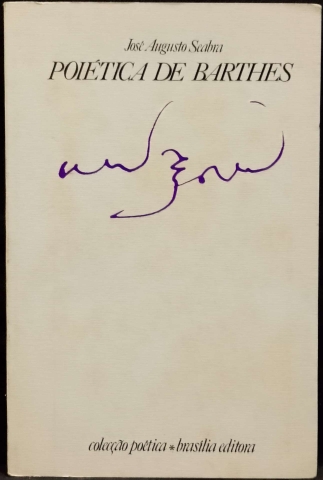 José Augusto Seabra
POIÉTICA DE BARTHES
colecção poética * brasília editora